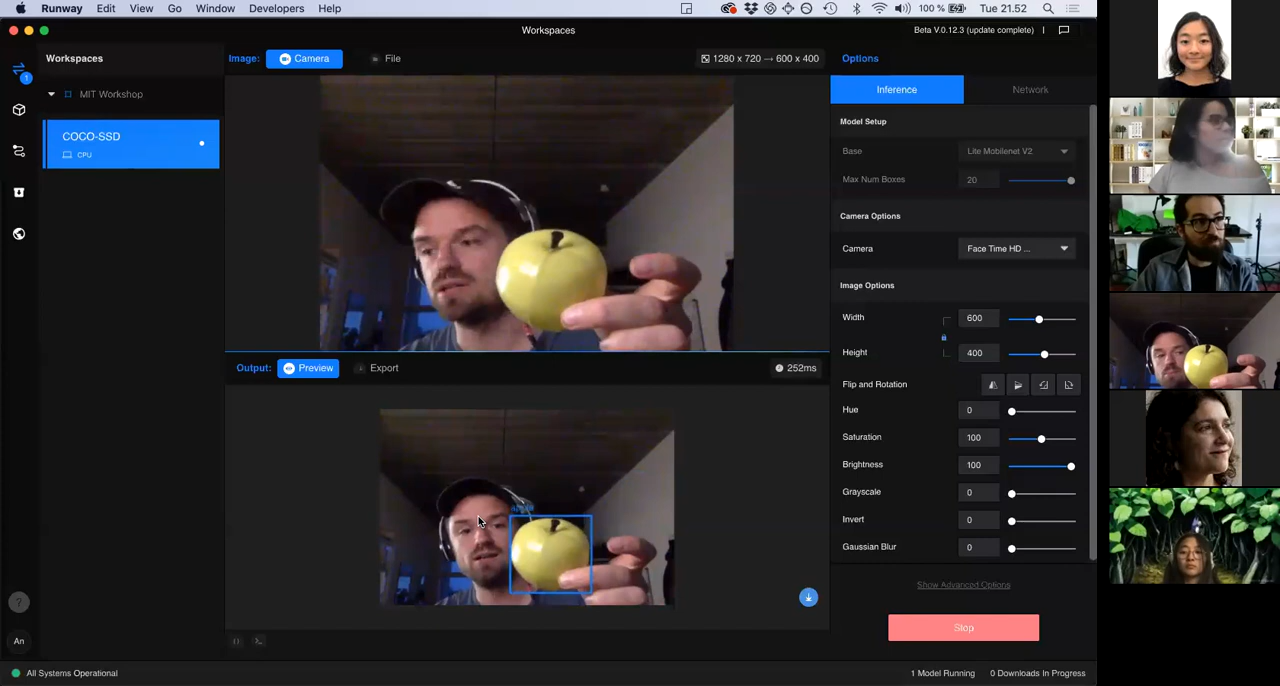 Runway File Edit View Go Window Developers Help 100 % Tue 21.52
Workspaces
Beta V.0.12.3 (update complete)
Workspaces
Image: Camera File
1280 x 720 → 600 x 400
Options
1
Inference Network
MIT Workshop
Model Setup
COCO-SSD
CPU
Base Lite Mobilenet V2
Max Num Boxes 20
Camera Options
Camera Face Time HD ...
Image Options
Width 600
Height 400
Output: Preview Export
252ms
Flip and Rotation
Hue 0
Saturation 100
Brightness 100
Grayscale 0
Invert 0
Gaussian Blur 0
Show Advanced Options
?
An
Stop
All Systems Operational
1 Model Running 0 Downloads In Progress